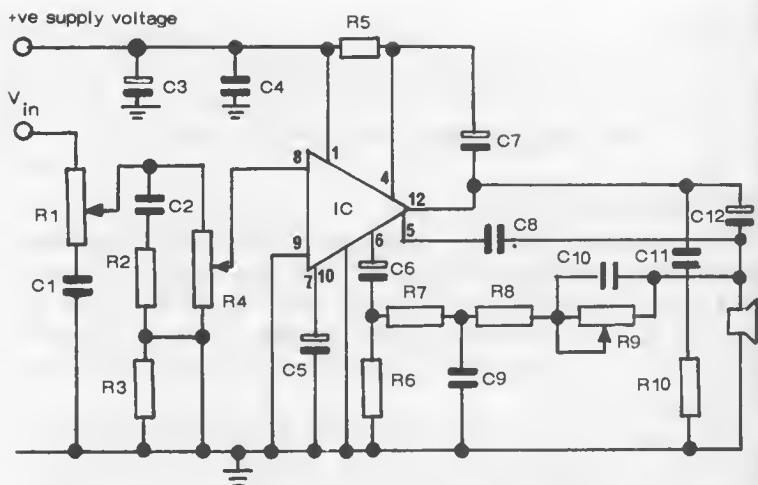 +ve supply voltage
R5
C3
C4
V in
C7
8
1
4
12
R1
C2
IC
C8
5
C12
9
6
R2
R4
7
10
C6
C10
C11
C1
R7
R8
R9
C5
R3
R6
C9
R10